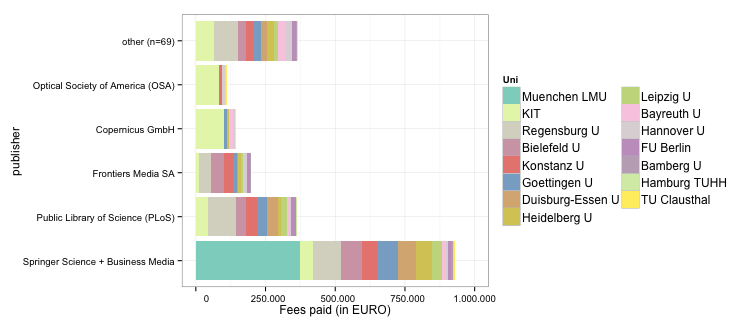 other (n=69)
Optical Society of America (OSA)
Copernicus GmbH
Frontiers Media SA
Public Library of Science (PLoS)
Springer Science + Business Media
publisher
0 250.000 500.000 750.000 1.000.000
Fees paid (in EURO)
Uni
Muenchen LMU Leipzig U
KIT Bayreuth U
Regensburg U Hannover U
Bielefeld U FU Berlin
Konstanz U Bamberg U
Goettingen U Hamburg TUHH
Duisburg-Essen U TU Clausthal
Heidelberg U